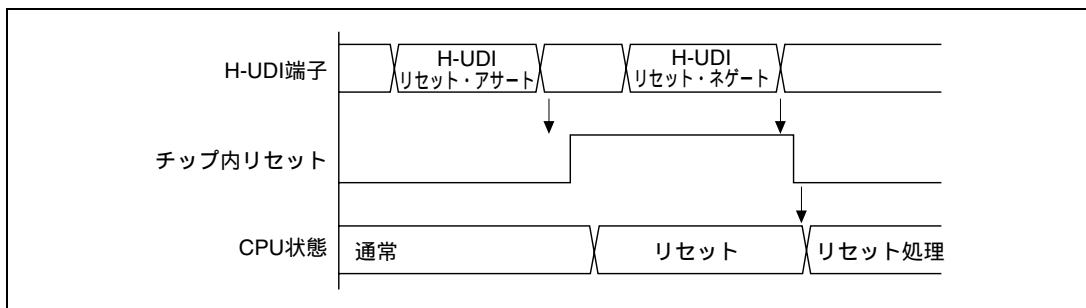 H-UDI端子
H-UDI
リセット・アサート
H-UDI
リセット・ネゲート
チップ内リセット
CPU状態
通常
リセット
リセット処理